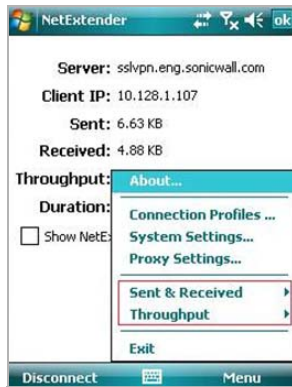 NetExtender ok
Server: sslvpn.eng.sonicwall.com
Client IP: 10.128.1.107
Sent: 6.63 KB
Received: 4.88 KB
Throughput:
About...
Duration:
Connection Profiles ...
Show
System Settings...
Proxy Settings...
Sent & Received
Throughput
Exit
Disconnect Menu